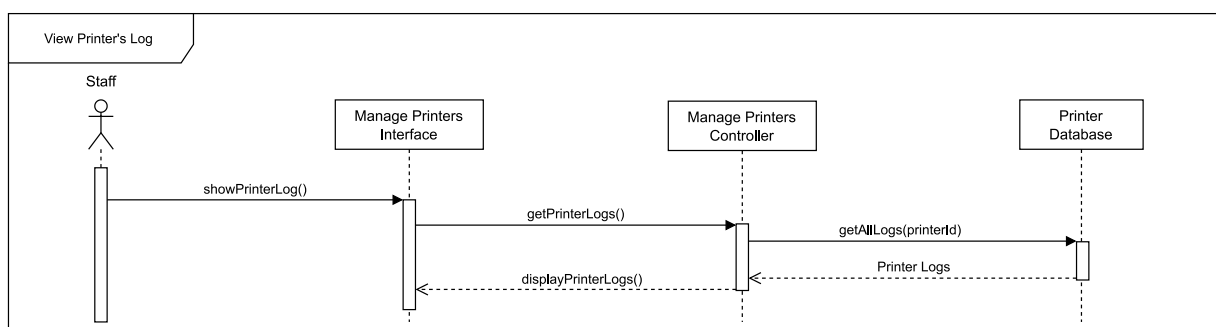 View Printer's Log
Staff
Manage Printers
Interface
Manage Printers
Controller
Printer
Database
showPrinterLog()
getPrinterLogs()
getAllLogs(printerId)
Printer Logs
displayPrinterLogs()